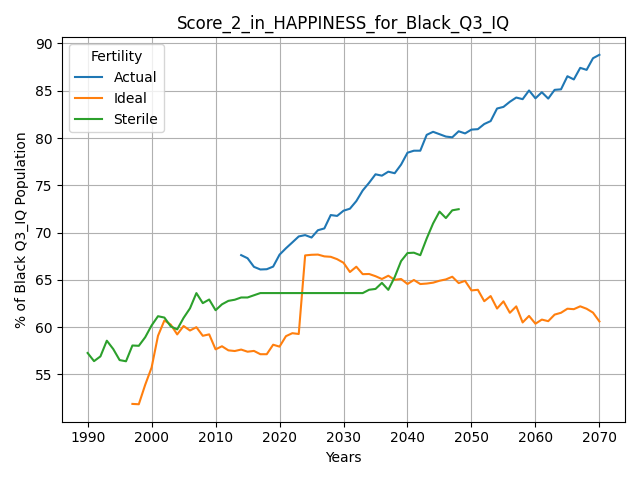 Score_2_in_HAPPINESS_for_Black_Q3_IQ
% of Black Q3_IQ Population
90
85
80
75
70
65
60
55
Fertility
Actual
Ideal
Sterile
1990 2000 2010 2020 2030 2040 2050 2060 2070
Years